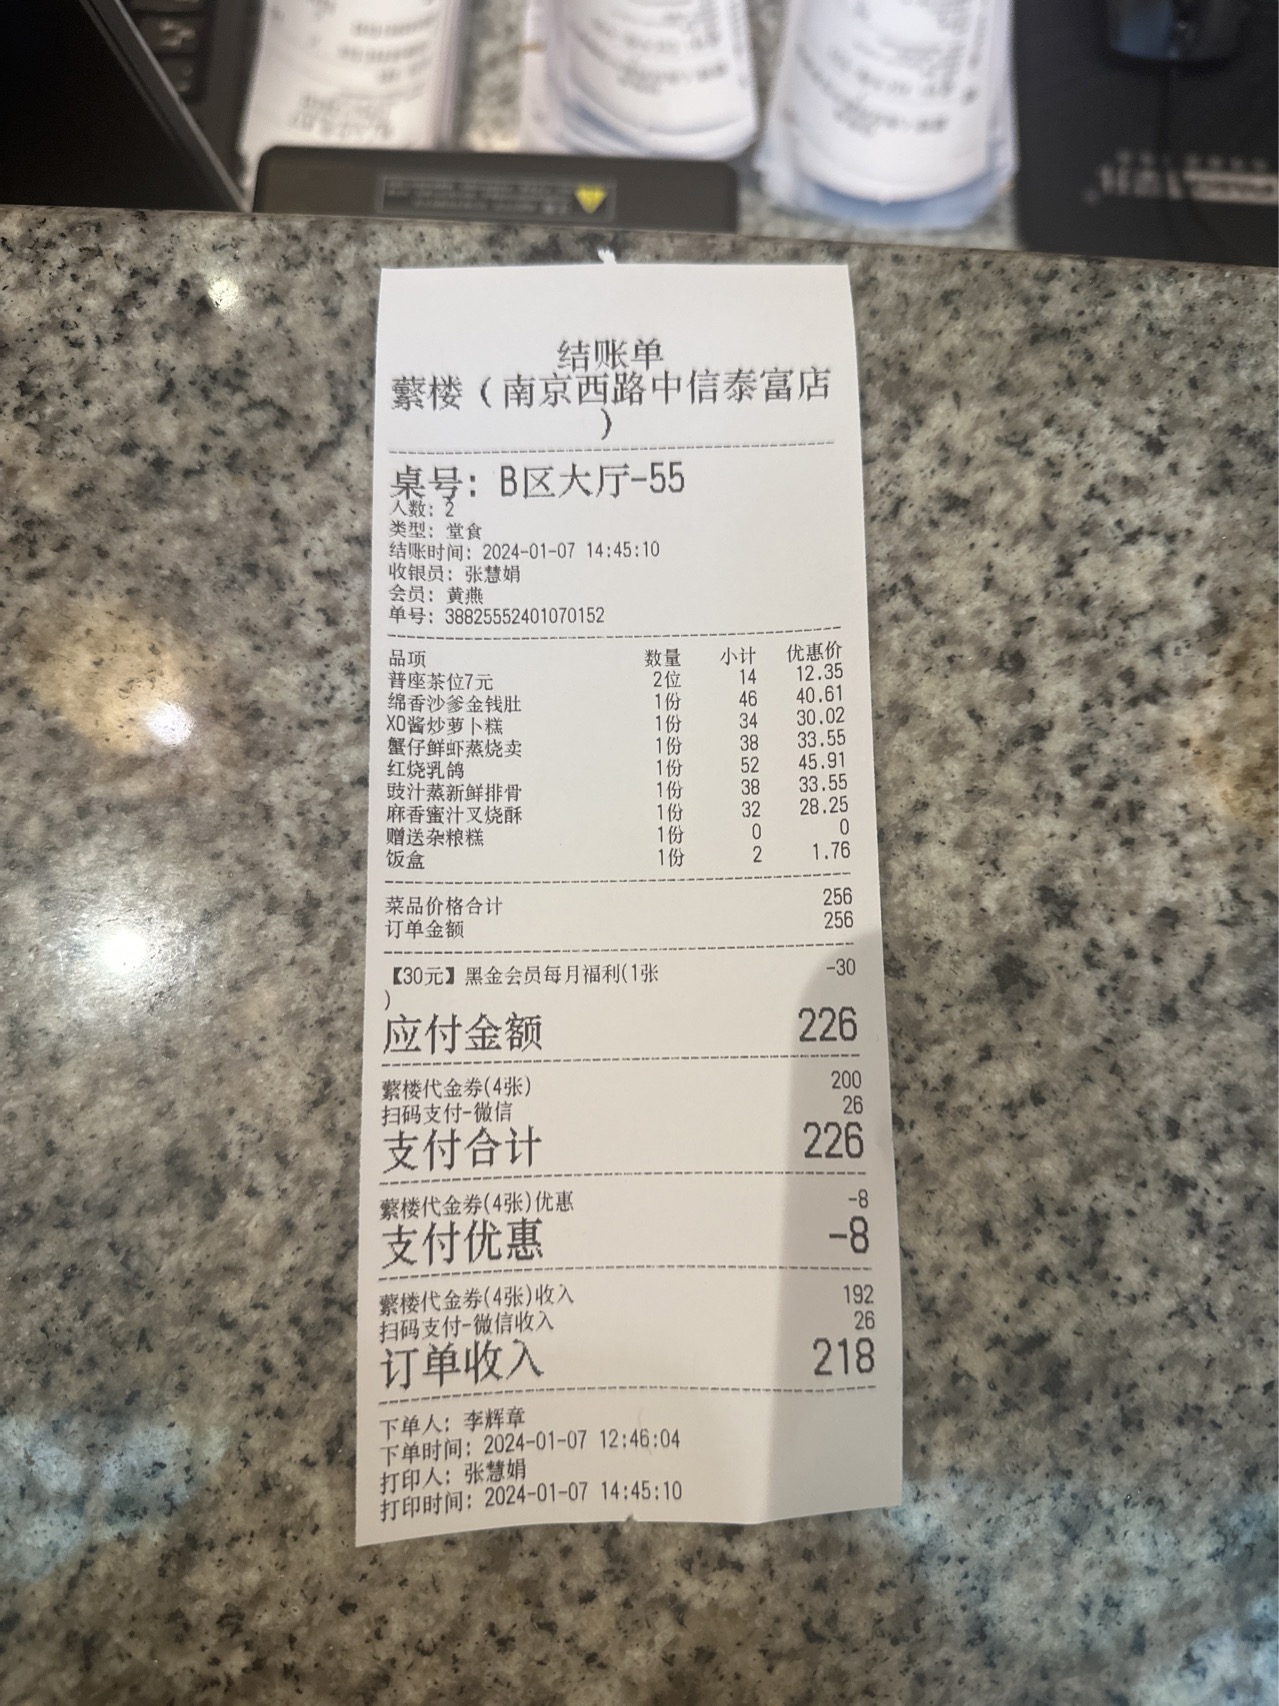 结账单
蘩楼（南京西路中信泰富店
）
桌号: B区大厅-55
人数: 2
类型: 堂食
结账时间: 2024-01-07 14:45:10
收银员: 张慧娟
会员: 黄燕
单号: 38825552401070152
品项 数量 小计 优惠价
普座茶位7元 2位 14 12.35
绵香沙爹金钱肚 1份 46 40.61
XO酱炒萝卜糕 1份 34 30.02
蟹仔鲜虾蒸烧卖 1份 38 33.55
红烧乳鸽 1份 52 45.91
豉汁蒸新鲜排骨 1份 38 33.55
麻香蜜汁叉烧酥 1份 32 28.25
赠送杂粮糕 1份 0 0
饭盒 1份 2 1.76
菜品价格合计 256
订单金额 256
【30元】黑金会员每月福利(1张 -30
)
应付金额 226
蘩楼代金券(4张) 200
扫码支付-微信 26
支付合计 226
蘩楼代金券(4张)优惠 -8
支付优惠 -8
蘩楼代金券(4张)收入 192
扫码支付-微信收入 26
订单收入 218
下单人: 李辉章
下单时间: 2024-01-07 12:46:04
打印人: 张慧娟
打印时间: 2024-01-07 14:45:10